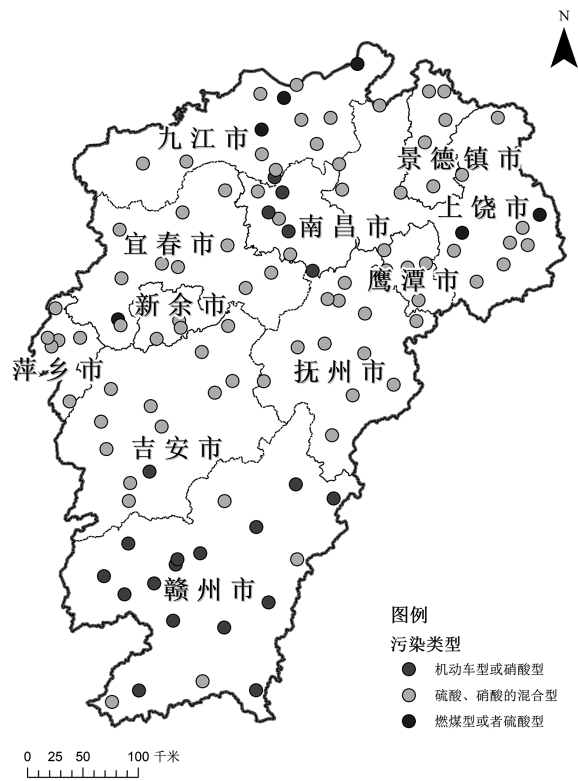 N
九江市
景德镇市
上饶市
南昌市
宜春市
鹰潭市
新余市
萍乡市
抚州市
吉安市
赣州市
图例
污染类型
机动车型或硝酸型
硫酸、硝酸的混合型
燃煤型或者硫酸型
0 25 50 100 千米